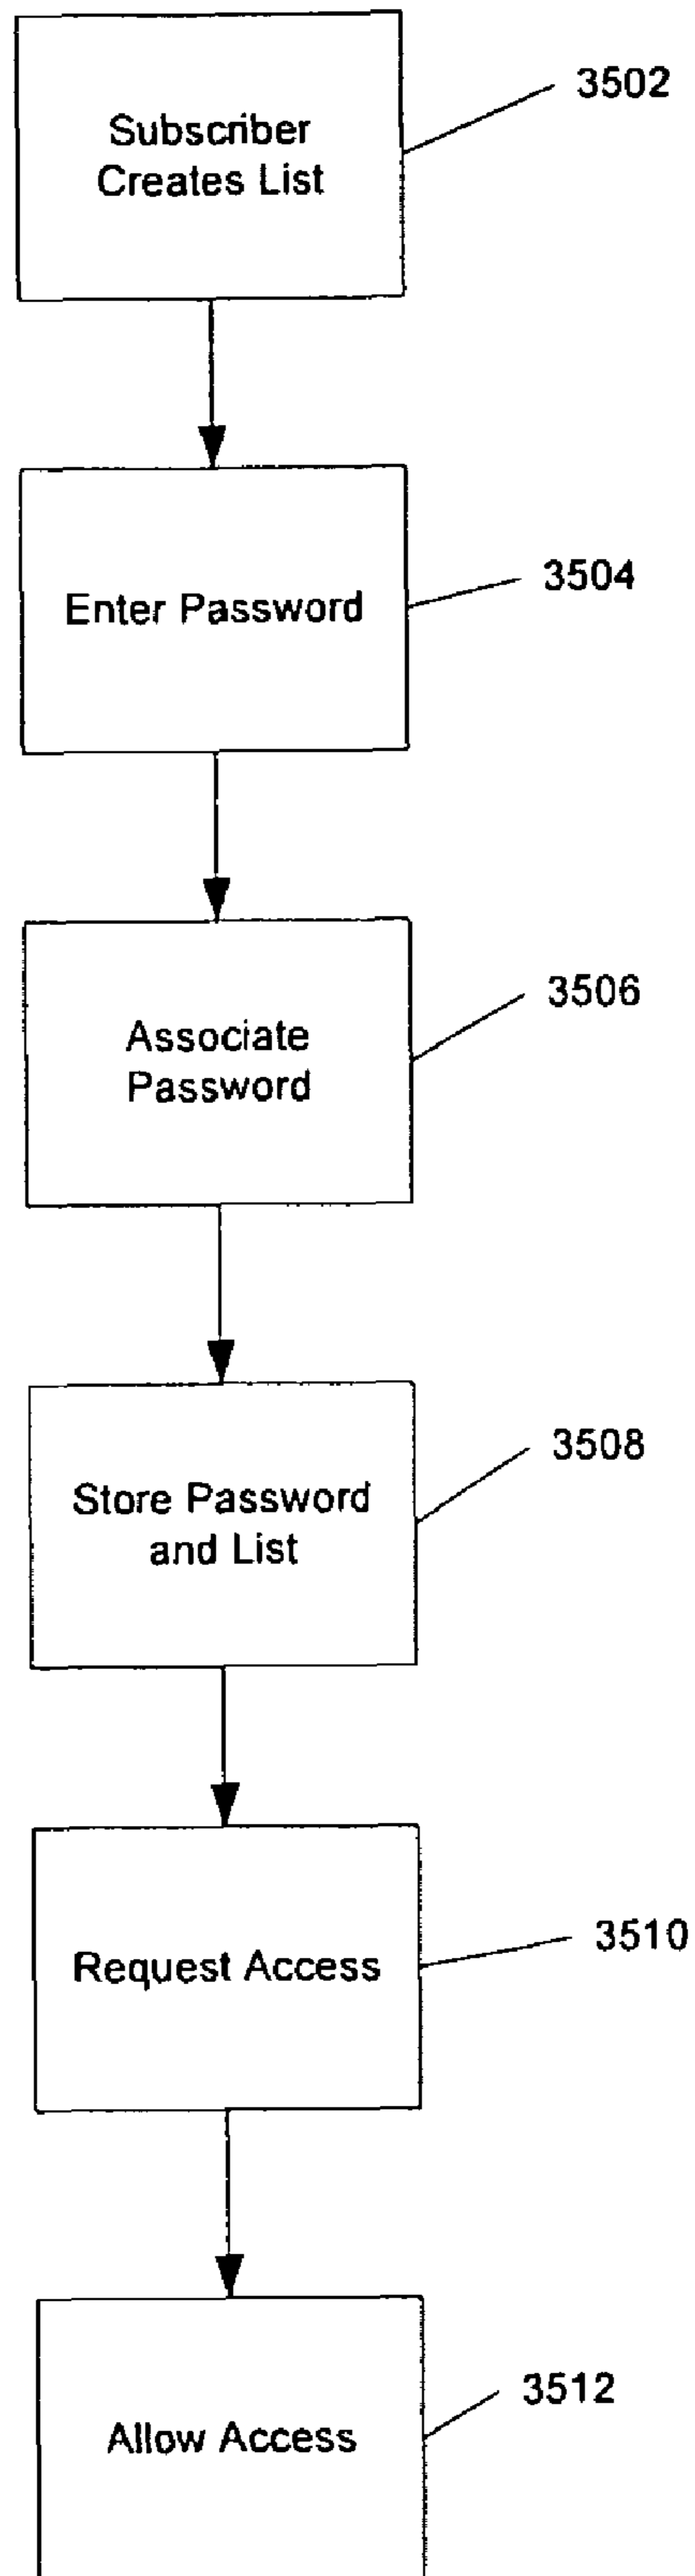 Subscriber
Creates List
3502
Enter Password
3504
Associate
Password
3506
Store Password
and List
3508
Request Access
3510
Allow Access
3512